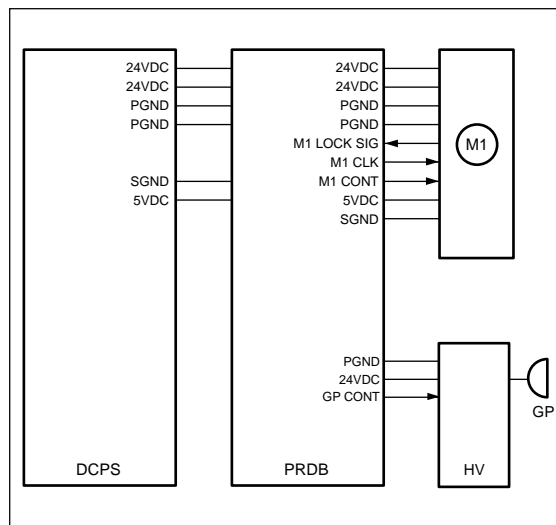 24VDC
24VDC
PGND
PGND
SGND
5VDC
DCPS
24VDC
24VDC
PGND
PGND
M1 LOCK SIG
M1 CLK
M1 CONT
5VDC
SGND
PGND
24VDC
GP CONT
PRDB
M1
HV
GP